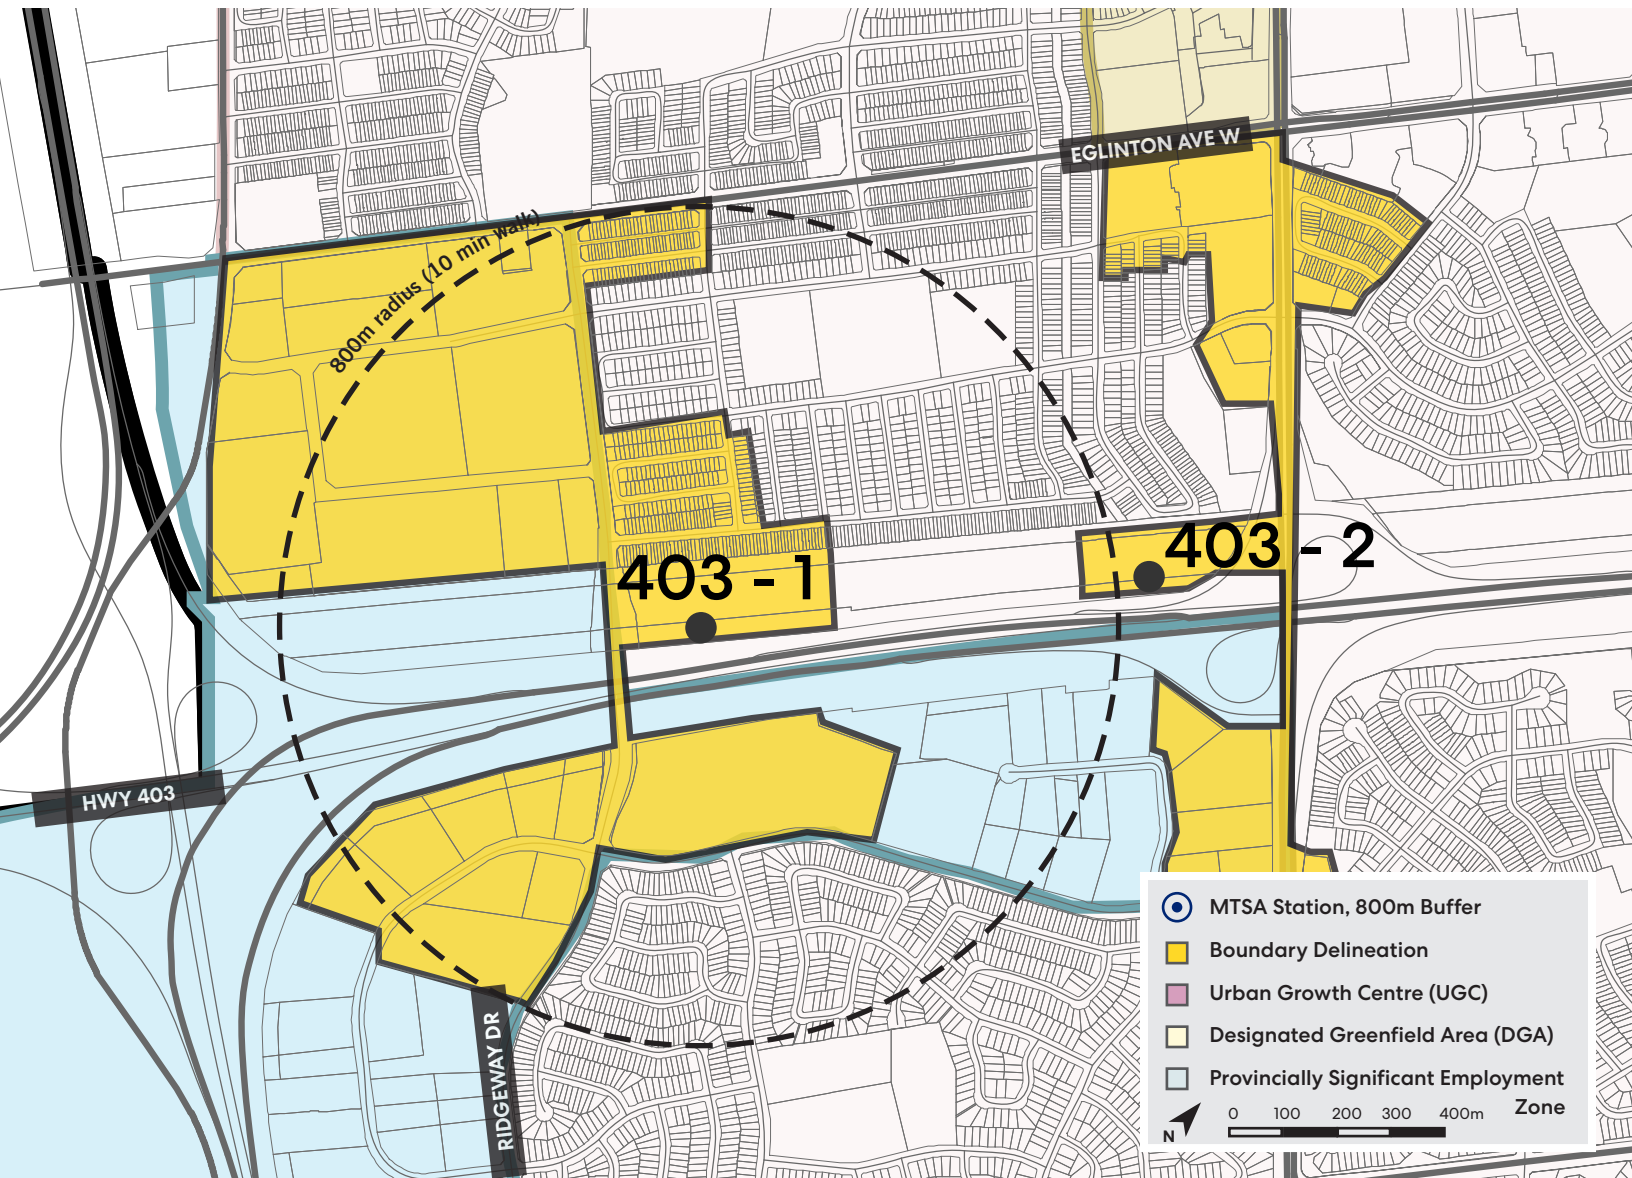 EGLINTON AVE W
800m radius (10 min walk)
403 - 1
403 - 2
HWY 403
RIDGEWAY DR
MTSA Station, 800m Buffer
Boundary Delineation
Urban Growth Centre (UGC)
Designated Greenfield Area (DGA)
Provincially Significant Employment
Zone
N
0 100 200 300 400m